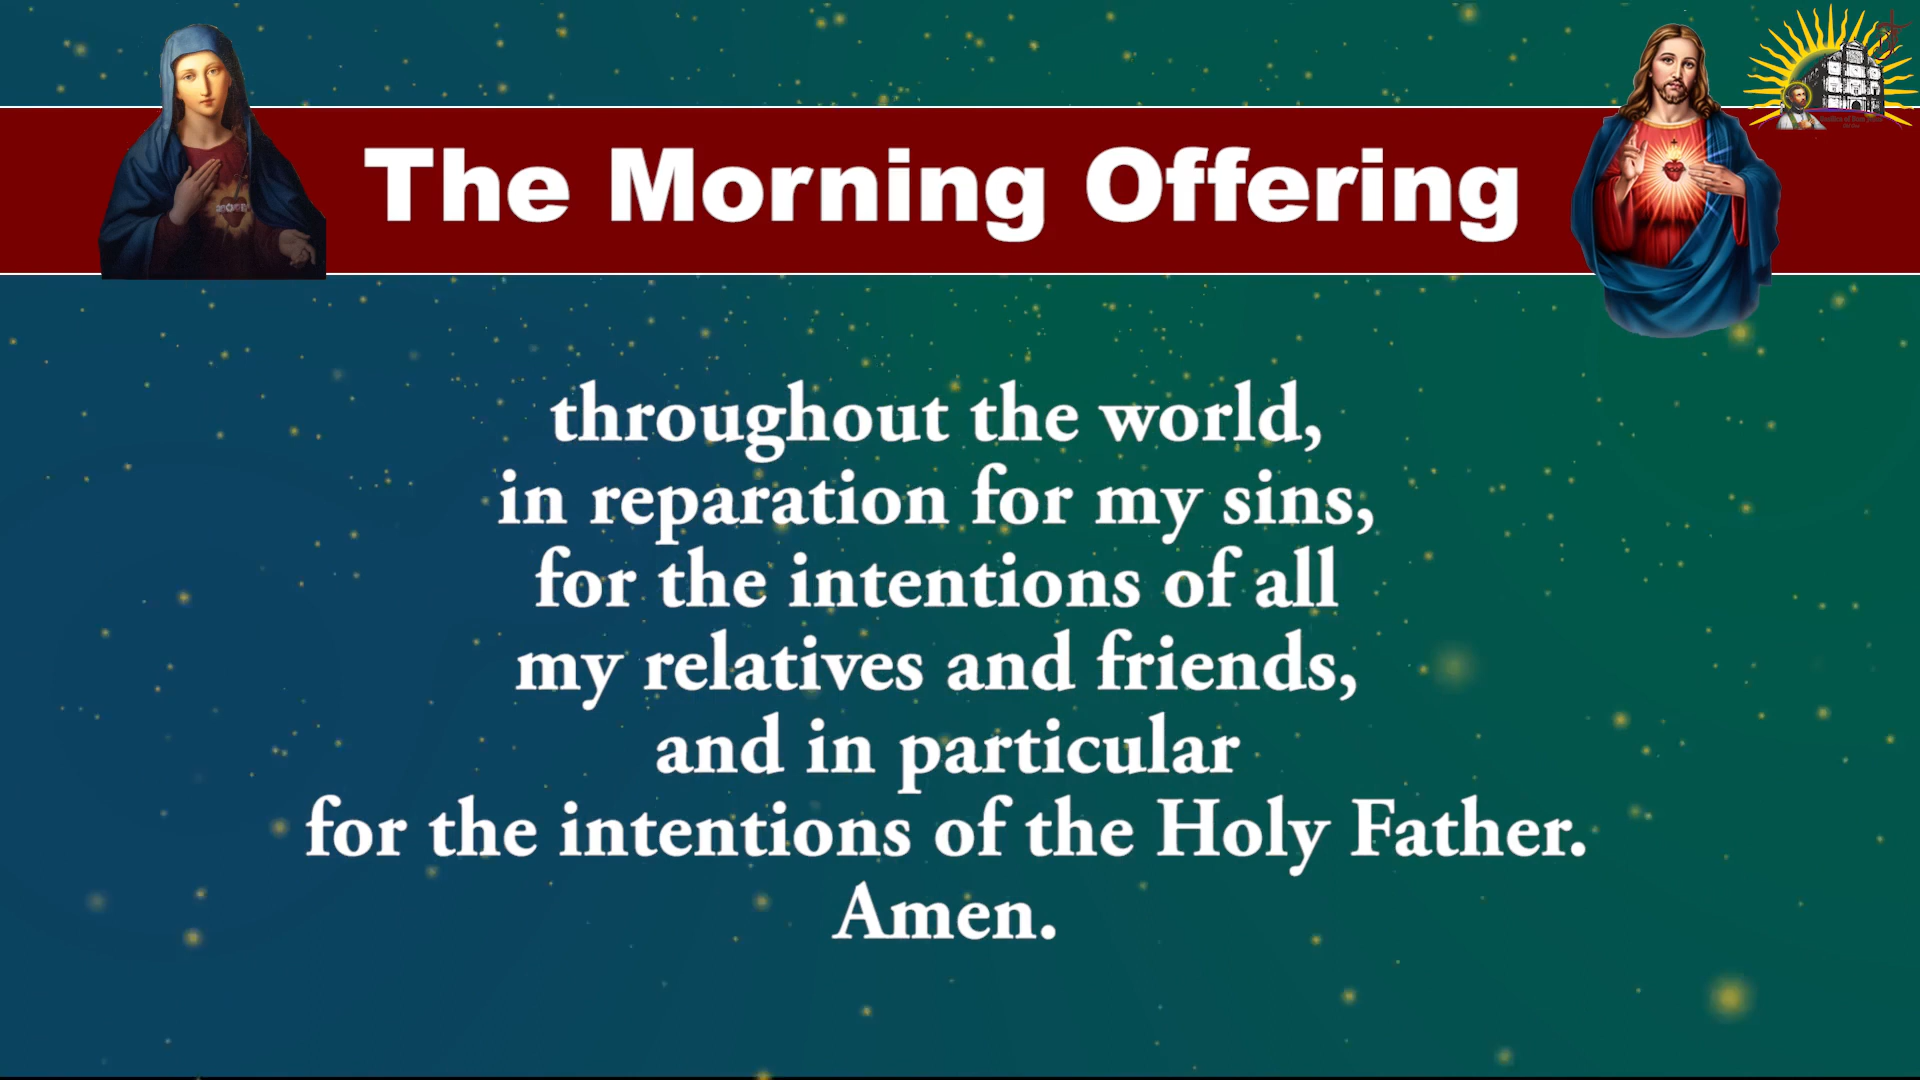 The Morning Offering
throughout the world,
in reparation for my sins,
for the intentions of all
my relatives and friends,
and in particular
for the intentions of the Holy Father.
Amen.